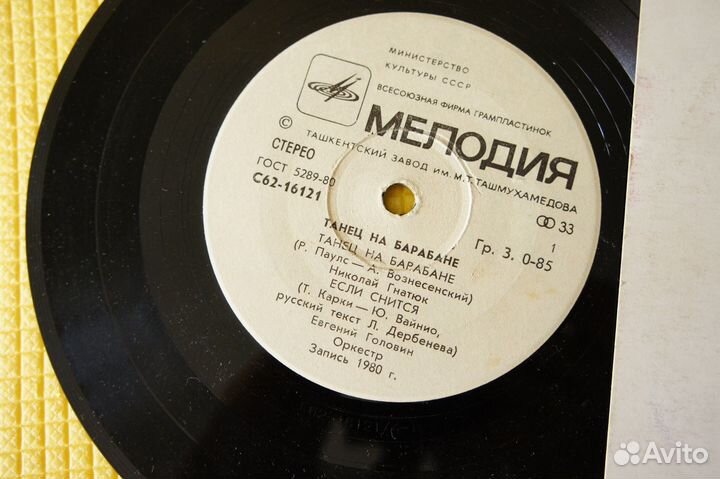 МИНИСТЕРСТВО
КУЛЬТУРЫ СССР
ВСЕСОЮЗНАЯ ФИРМА ГРАМПЛАСТИНОК
МЕЛОДИЯ
ТАШКЕНТСКИЙ ЗАВОД ИМ. М.Т. ТАШМУХАМЕДОВА
©
СТЕРЕО
ГОСТ 5289-80
С62-16121
33
1
Гр. 3. 0-85
ТАНЕЦ НА БАРАБАНЕ
ТАНЕЦ НА БАРАБАНЕ
(Р. Паулс — А. Вознесенский)
Николай Гнатюк
ЕСЛИ СНИТСЯ
(Т. Карки — Ю. Вайнио,
русский текст Л. Дербенева)
Евгений Головин
Оркестр
Запись 1980 г.
Avito